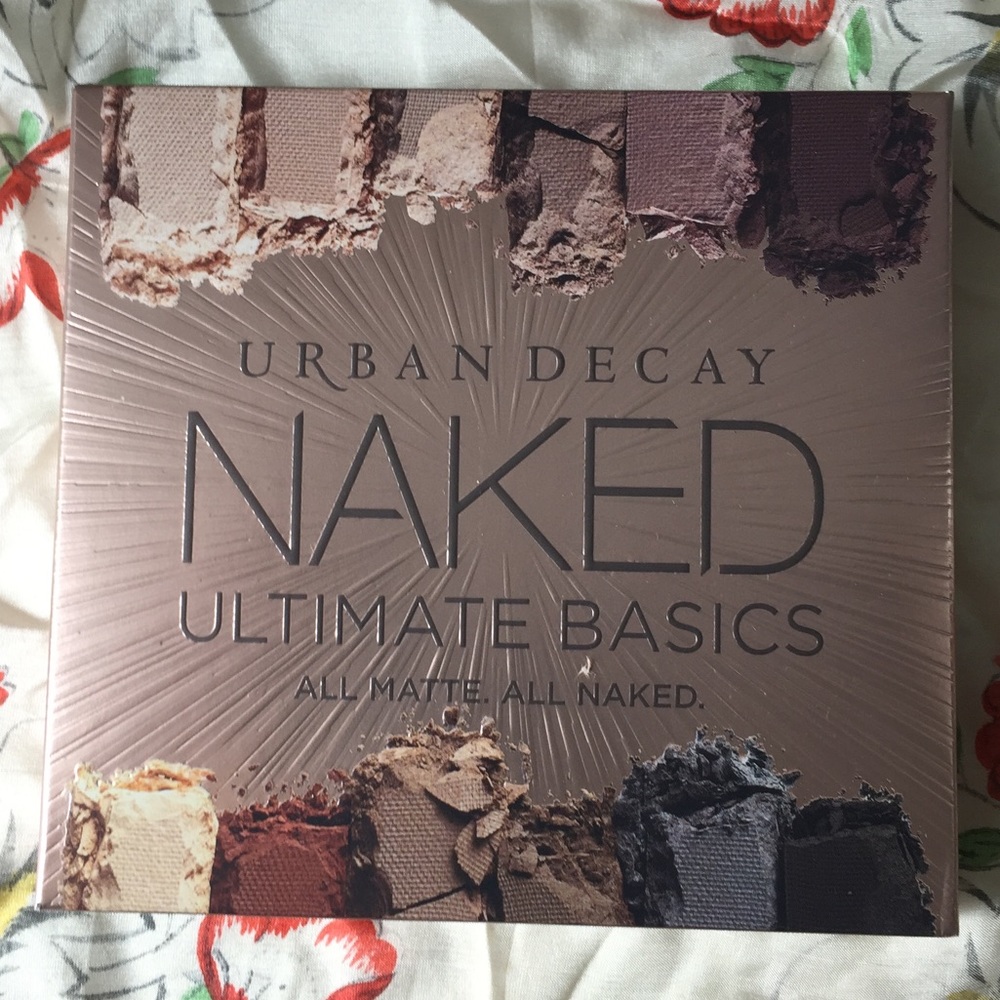 URBAN DECAY
NAKED
ULTIMATE BASICS
ALL MATTE. ALL NAKED.